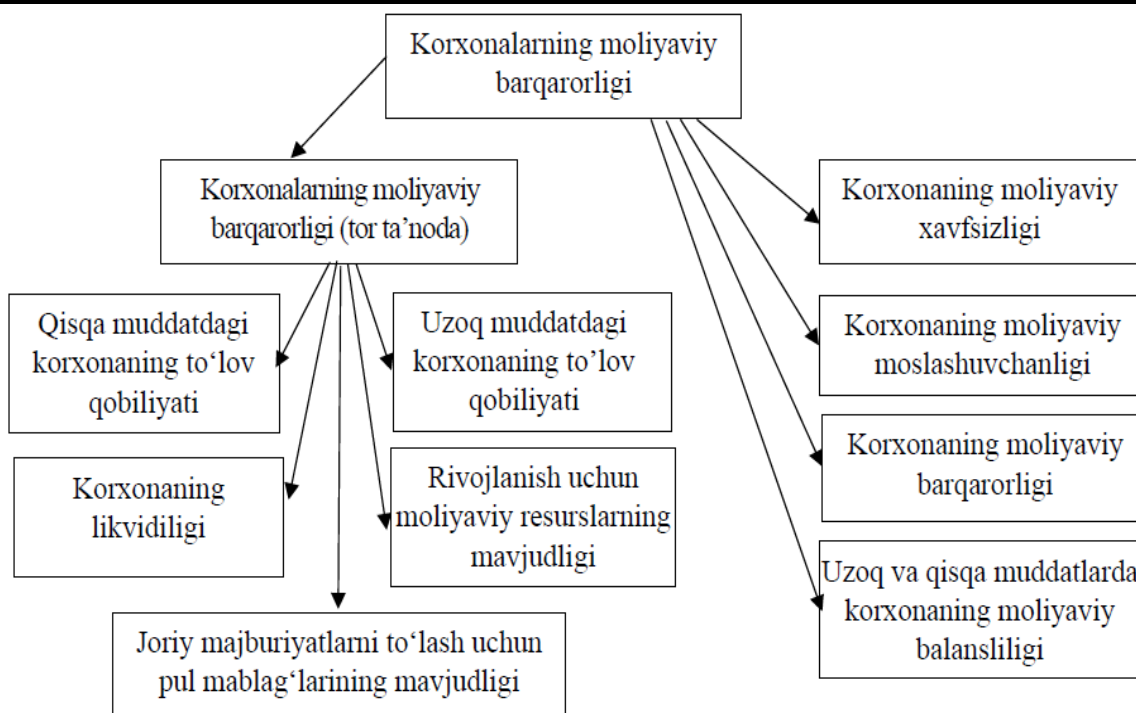 Korxonalarning moliyaviy
barqarorligi
Korxonalarning moliyaviy
barqarorligi (tor ta’noda)
Qisqa muddatdagi
korxonaning to‘lov
qobiliyati
Uzoq muddatdagi
korxonaning to’lov
qobiliyati
Korxonaning
likvidiligi
Rivojlanish uchun
moliyaviy resurslarning
mavjudligi
Joriy majburiyatlarni to‘lash uchun
pul mablag‘larining mavjudligi
Korxonaning moliyaviy
xavfsizligi
Korxonaning moliyaviy
moslashuvchanligi
Korxonaning moliyaviy
barqarorligi
Uzoq va qisqa muddatlarda
korxonaning moliyaviy
balansliligi